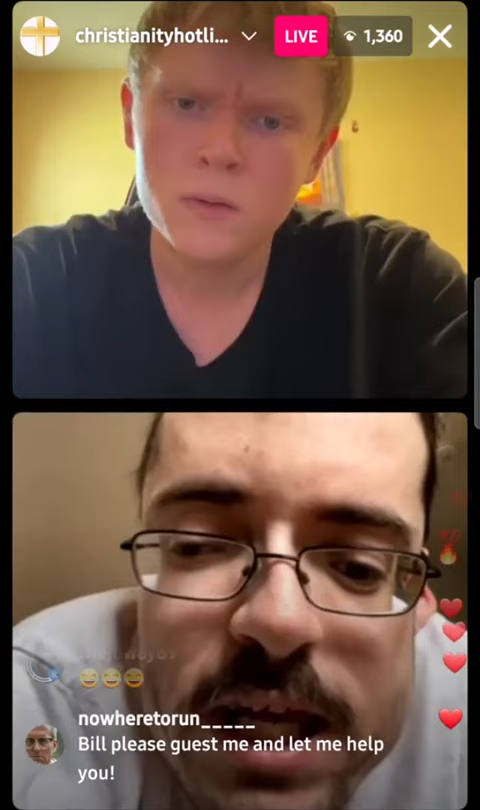 christianityhotli...
LIVE
1,360
nowheretorun_____
Bill please guest me and let me help
you!